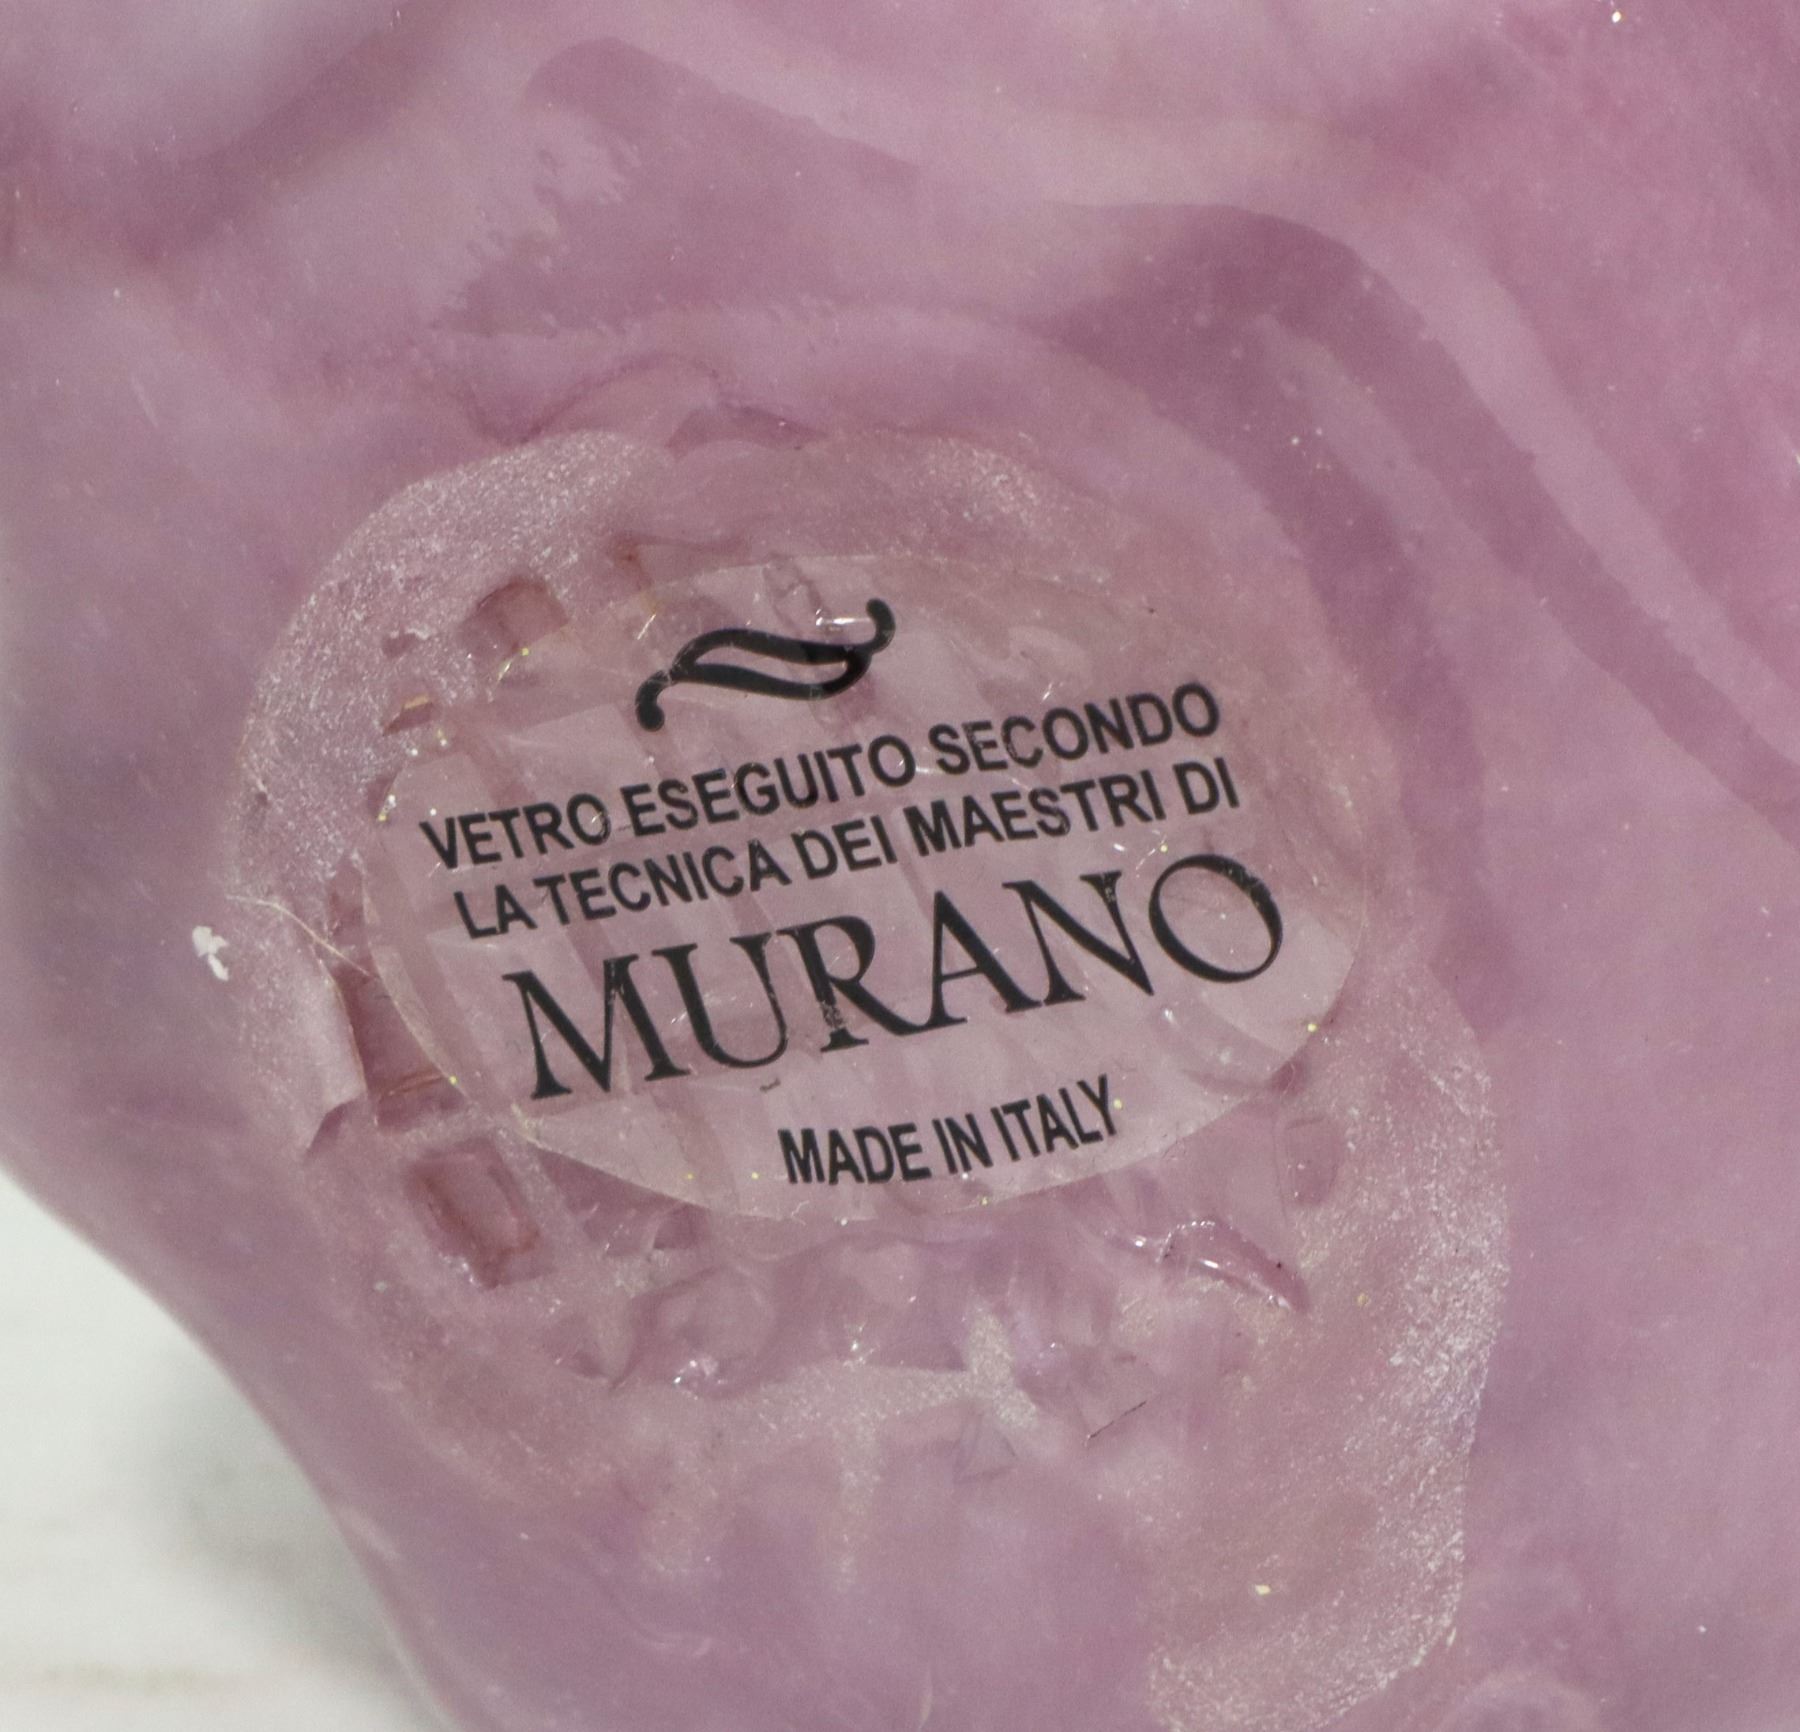 VETRO ESEGUITO SECONDO
LA TECNICA DEI MAESTRI DI
MURANO
MADE IN ITALY